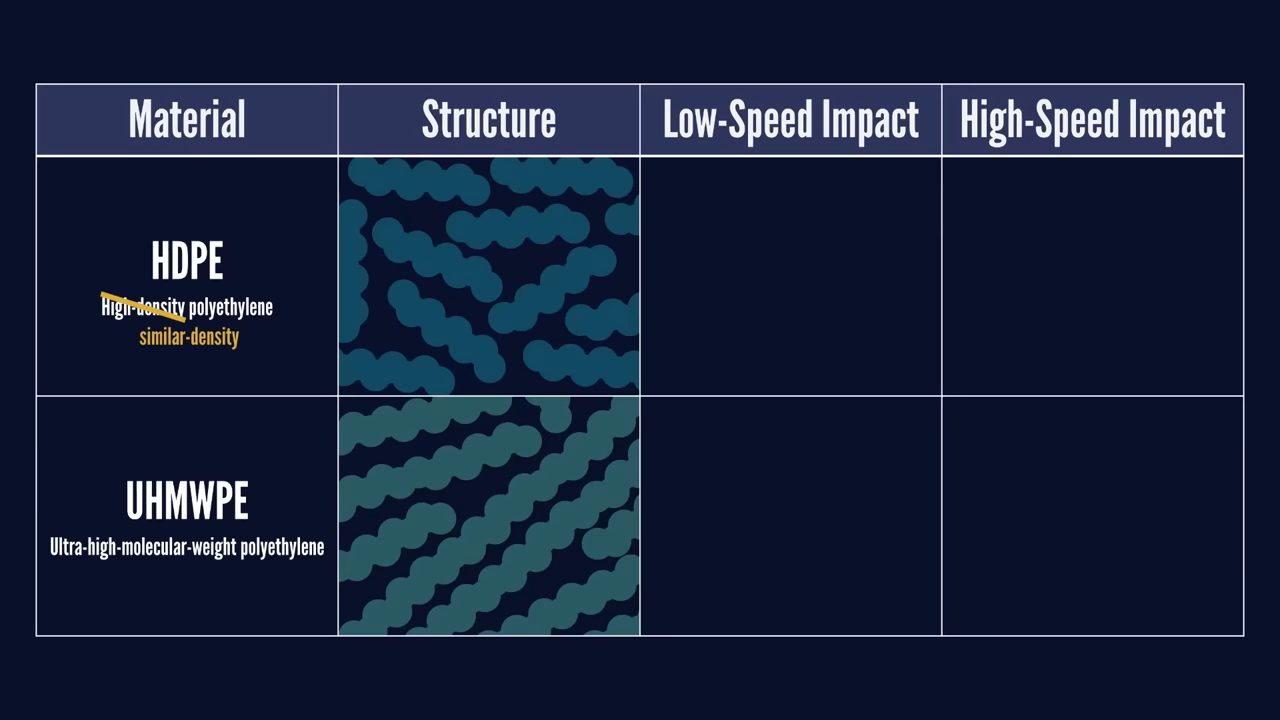 Material
Structure
Low-Speed Impact
High-Speed Impact
HDPE
High-density polyethylene
similar-density
UHMWPE
Ultra-high-molecular-weight polyethylene